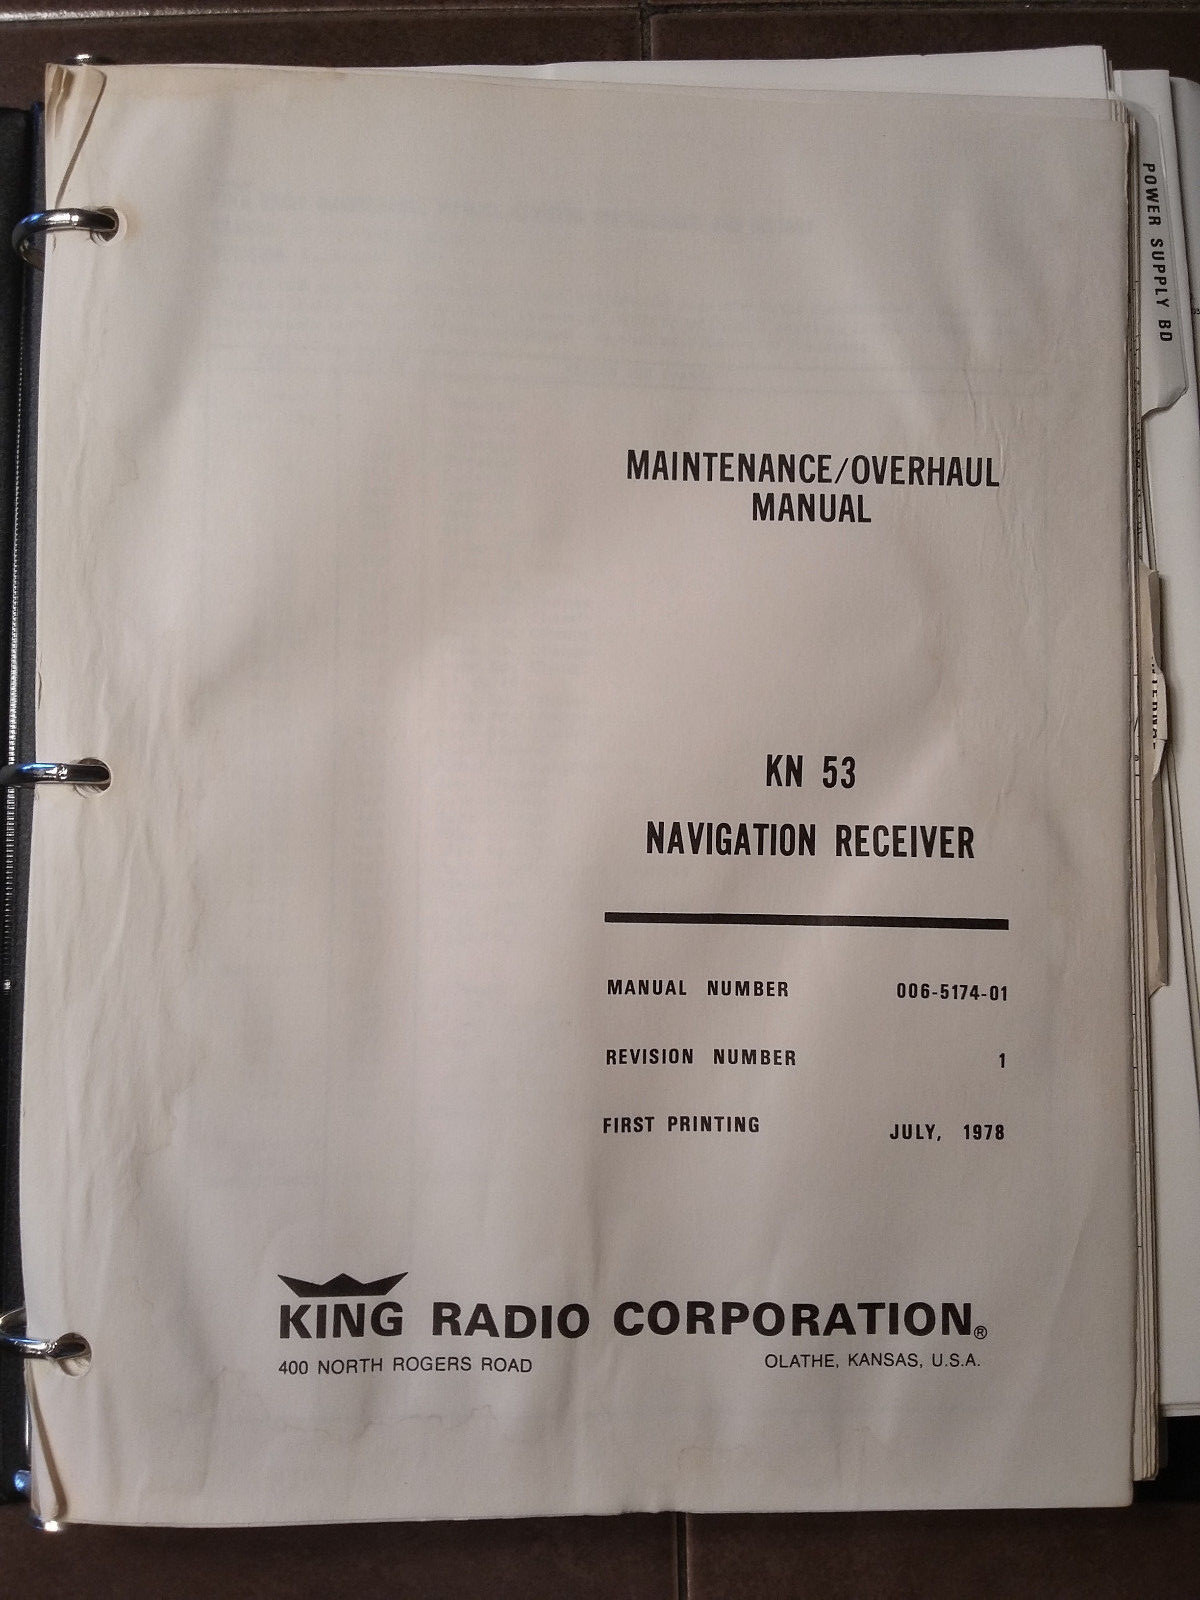 MAINTENANCE/OVERHAUL
MANUAL
KN 53
NAVIGATION RECEIVER
MANUAL NUMBER 006-5174-01
REVISION NUMBER 1
FIRST PRINTING JULY, 1978
KING RADIO CORPORATION®
400 NORTH ROGERS ROAD OLATHE, KANSAS, U.S.A.
POWER SUPPLY BD